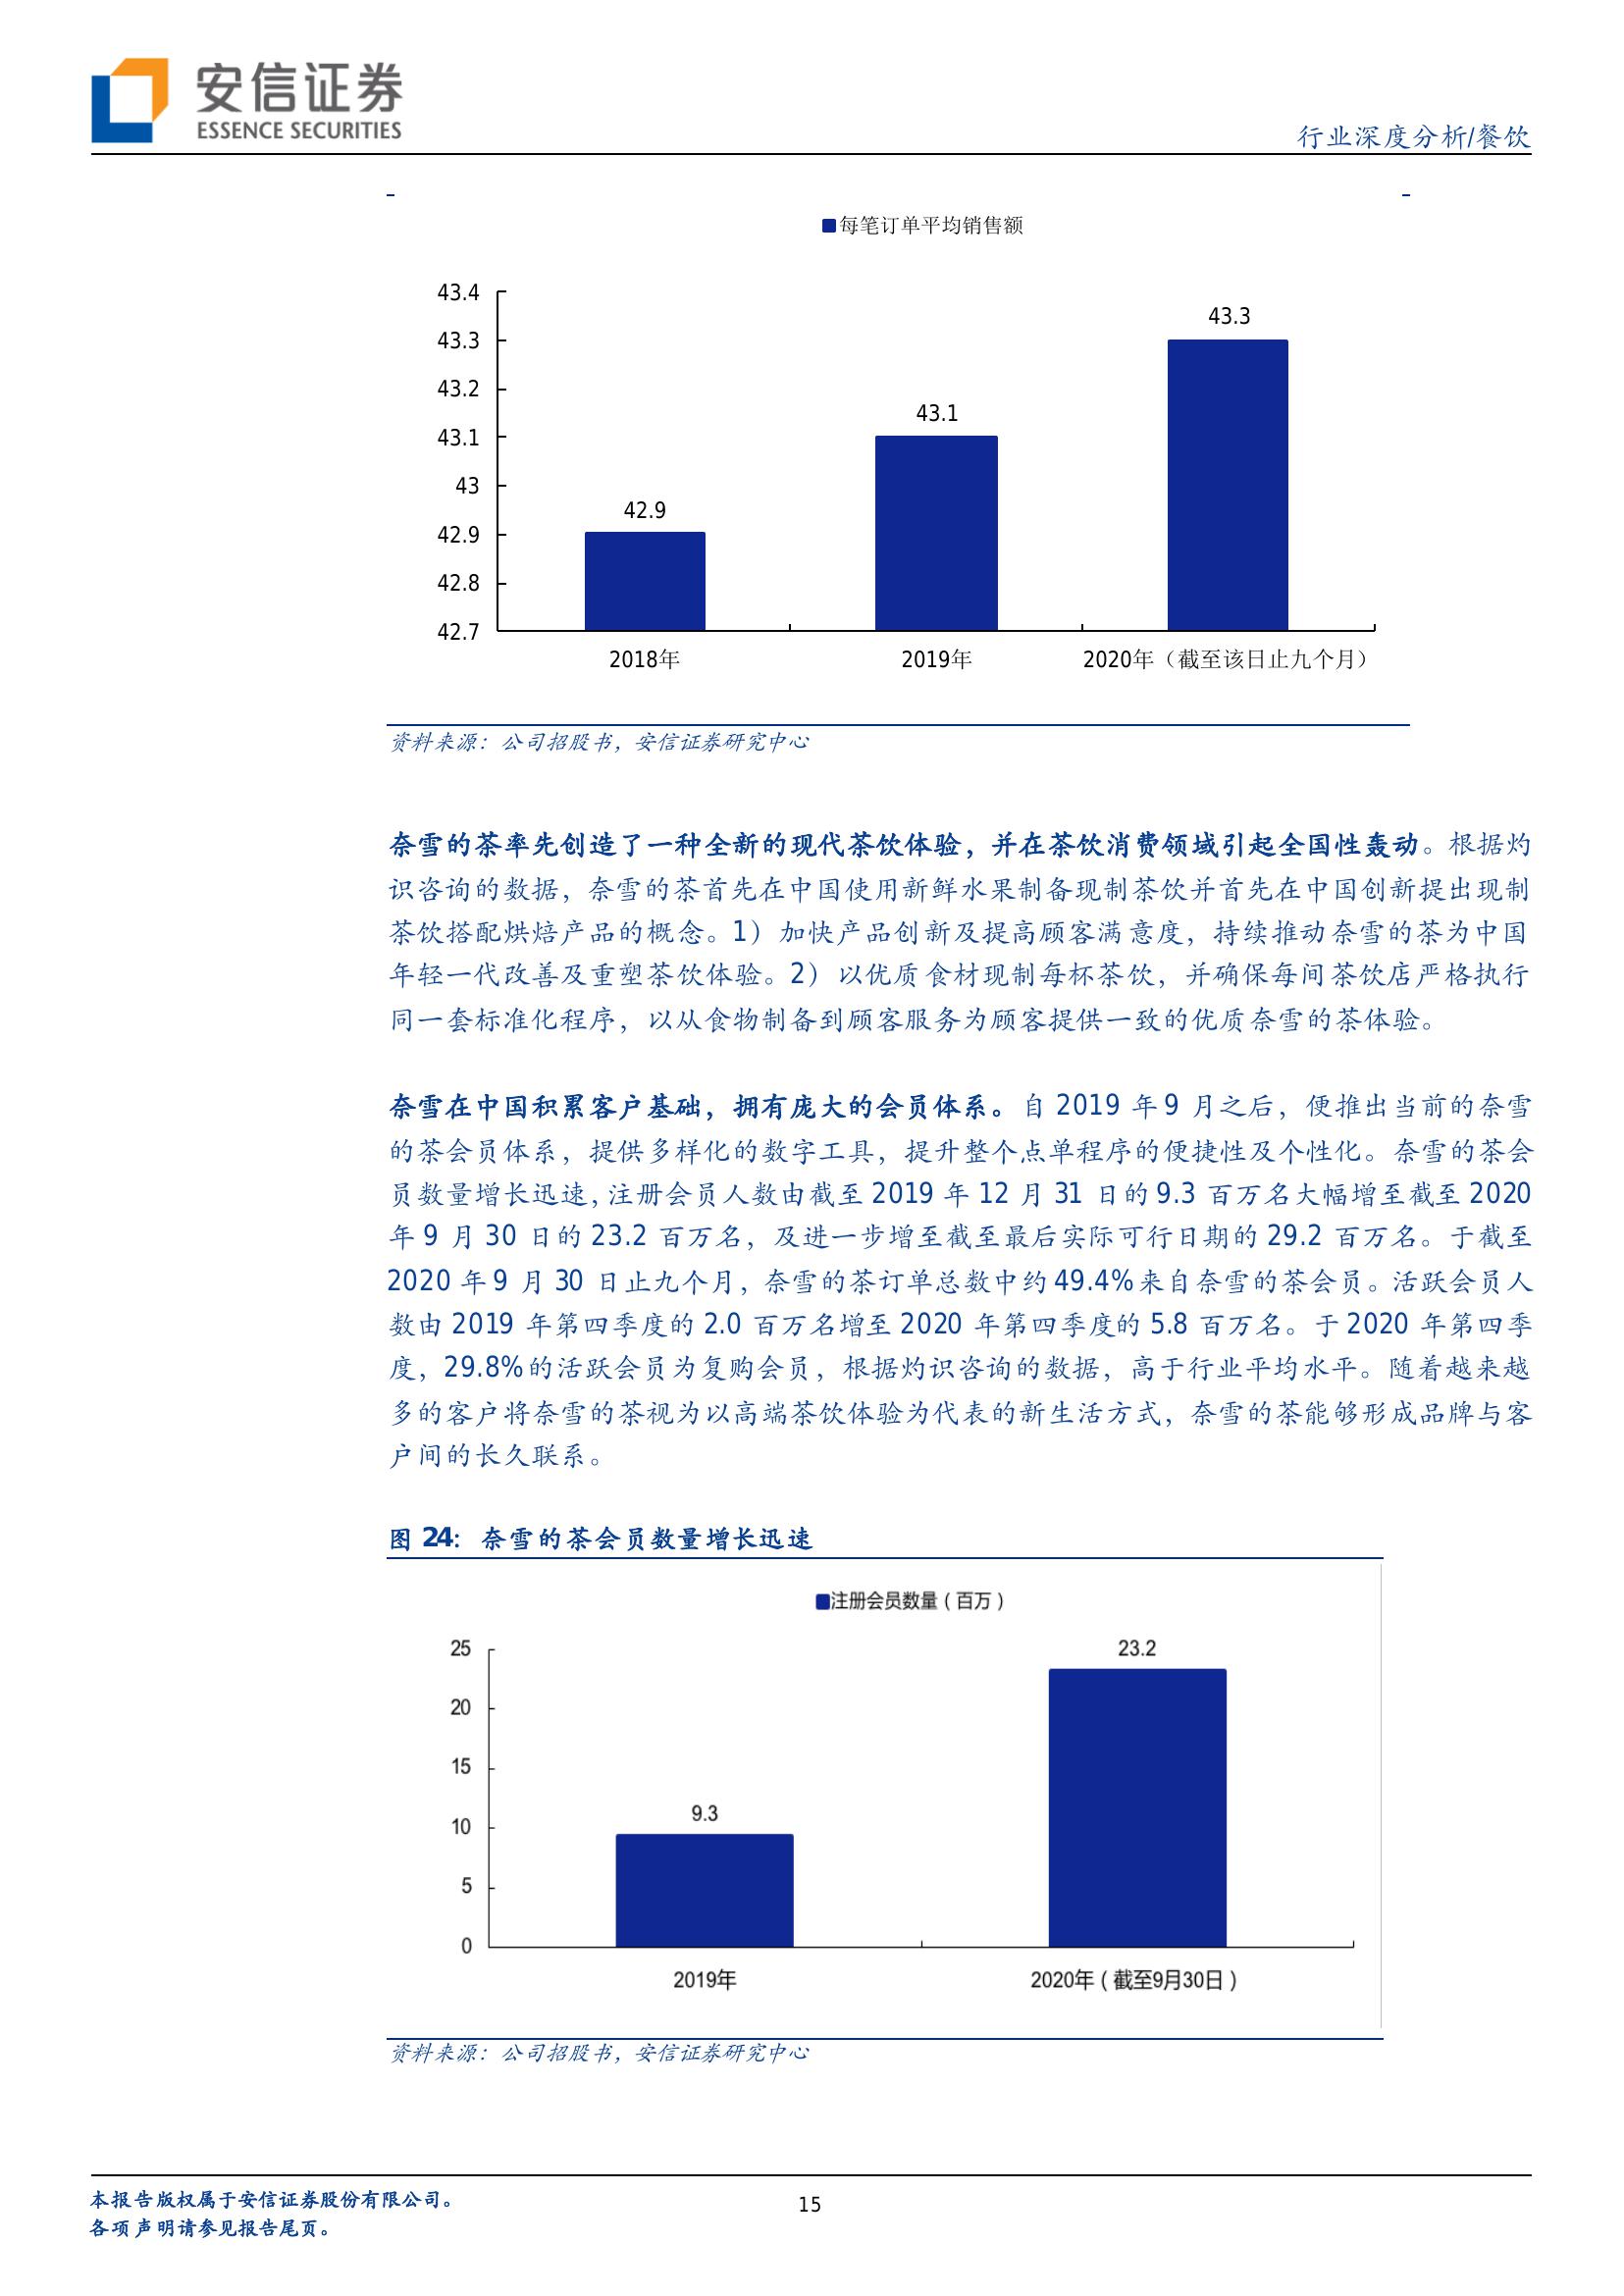 安信证券
ESSENCE SECURITIES
行业深度分析/餐饮
每笔订单平均销售额
43.4
43.3
43.2
43.1
43
42.9
42.8
42.7
42.9
43.1
43.3
2018年
2019年
2020年（截至该日止九个月）
资料来源：公司招股书，安信证券研究中心
奈雪的茶率先创造了一种全新的现代茶饮体验，并在茶饮消费领域引起全国性轰动。根据灼
识咨询的数据，奈雪的茶首先在中国使用新鲜水果制备现制茶饮并首先在中国创新提出现制
茶饮搭配烘焙产品的概念。1）加快产品创新及提高顾客满意度，持续推动奈雪的茶为中国
年轻一代改善及重塑茶饮体验。2）以优质食材现制每杯茶饮，并确保每间茶饮店严格执行
同一套标准化程序，以从食物制备到顾客服务为顾客提供一致的优质奈雪的茶体验。
奈雪在中国积累客户基础，拥有庞大的会员体系。自 2019 年 9 月之后，便推出当前的奈雪
的茶会员体系，提供多样化的数字工具，提升整个点单程序的便捷性及个性化。奈雪的茶会
员数量增长迅速，注册会员人数由截至 2019 年 12 月 31 日的 9.3 百万名大幅增至截至 2020
年 9 月 30 日的 23.2 百万名，及进一步增至截至最后实际可行日期的 29.2 百万名。于截至
2020 年 9 月 30 日止九个月，奈雪的茶订单总数中约 49.4%来自奈雪的茶会员。活跃会员人
数由 2019 年第四季度的 2.0 百万名增至 2020 年第四季度的 5.8 百万名。于 2020 年第四季
度，29.8%的活跃会员为复购会员，根据灼识咨询的数据，高于行业平均水平。随着越来越
多的客户将奈雪的茶视为以高端茶饮体验为代表的新生活方式，奈雪的茶能够形成品牌与客
户间的长久联系。
图 24：奈雪的茶会员数量增长迅速
注册会员数量（百万）
25
20
15
10
5
0
9.3
23.2
2019年
2020年（截至9月30日）
资料来源：公司招股书，安信证券研究中心
本报告版权属于安信证券股份有限公司。
各项声明请参见报告尾页。
15